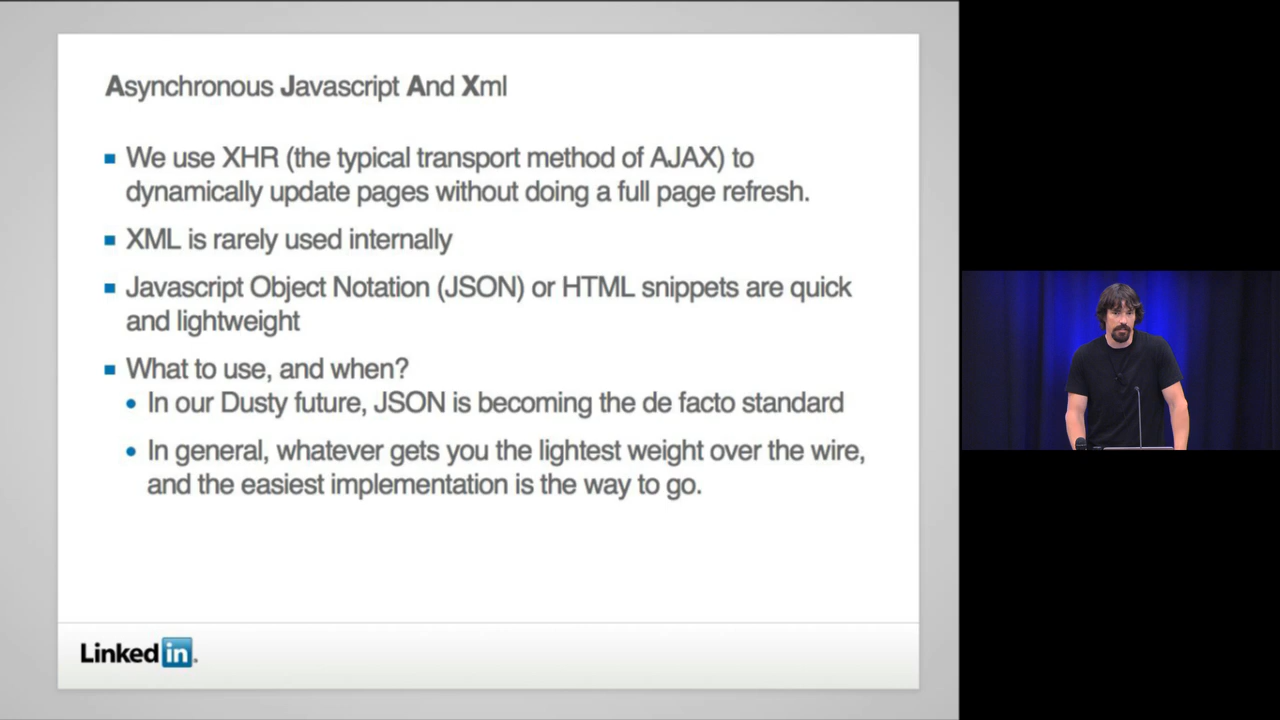 Asynchronous Javascript And Xml
We use XHR (the typical transport method of AJAX) to
dynamically update pages without doing a full page refresh.
XML is rarely used internally
Javascript Object Notation (JSON) or HTML snippets are quick
and lightweight
What to use, and when?
In our Dusty future, JSON is becoming the de facto standard
In general, whatever gets you the lightest weight over the wire,
and the easiest implementation is the way to go.
Linked in.